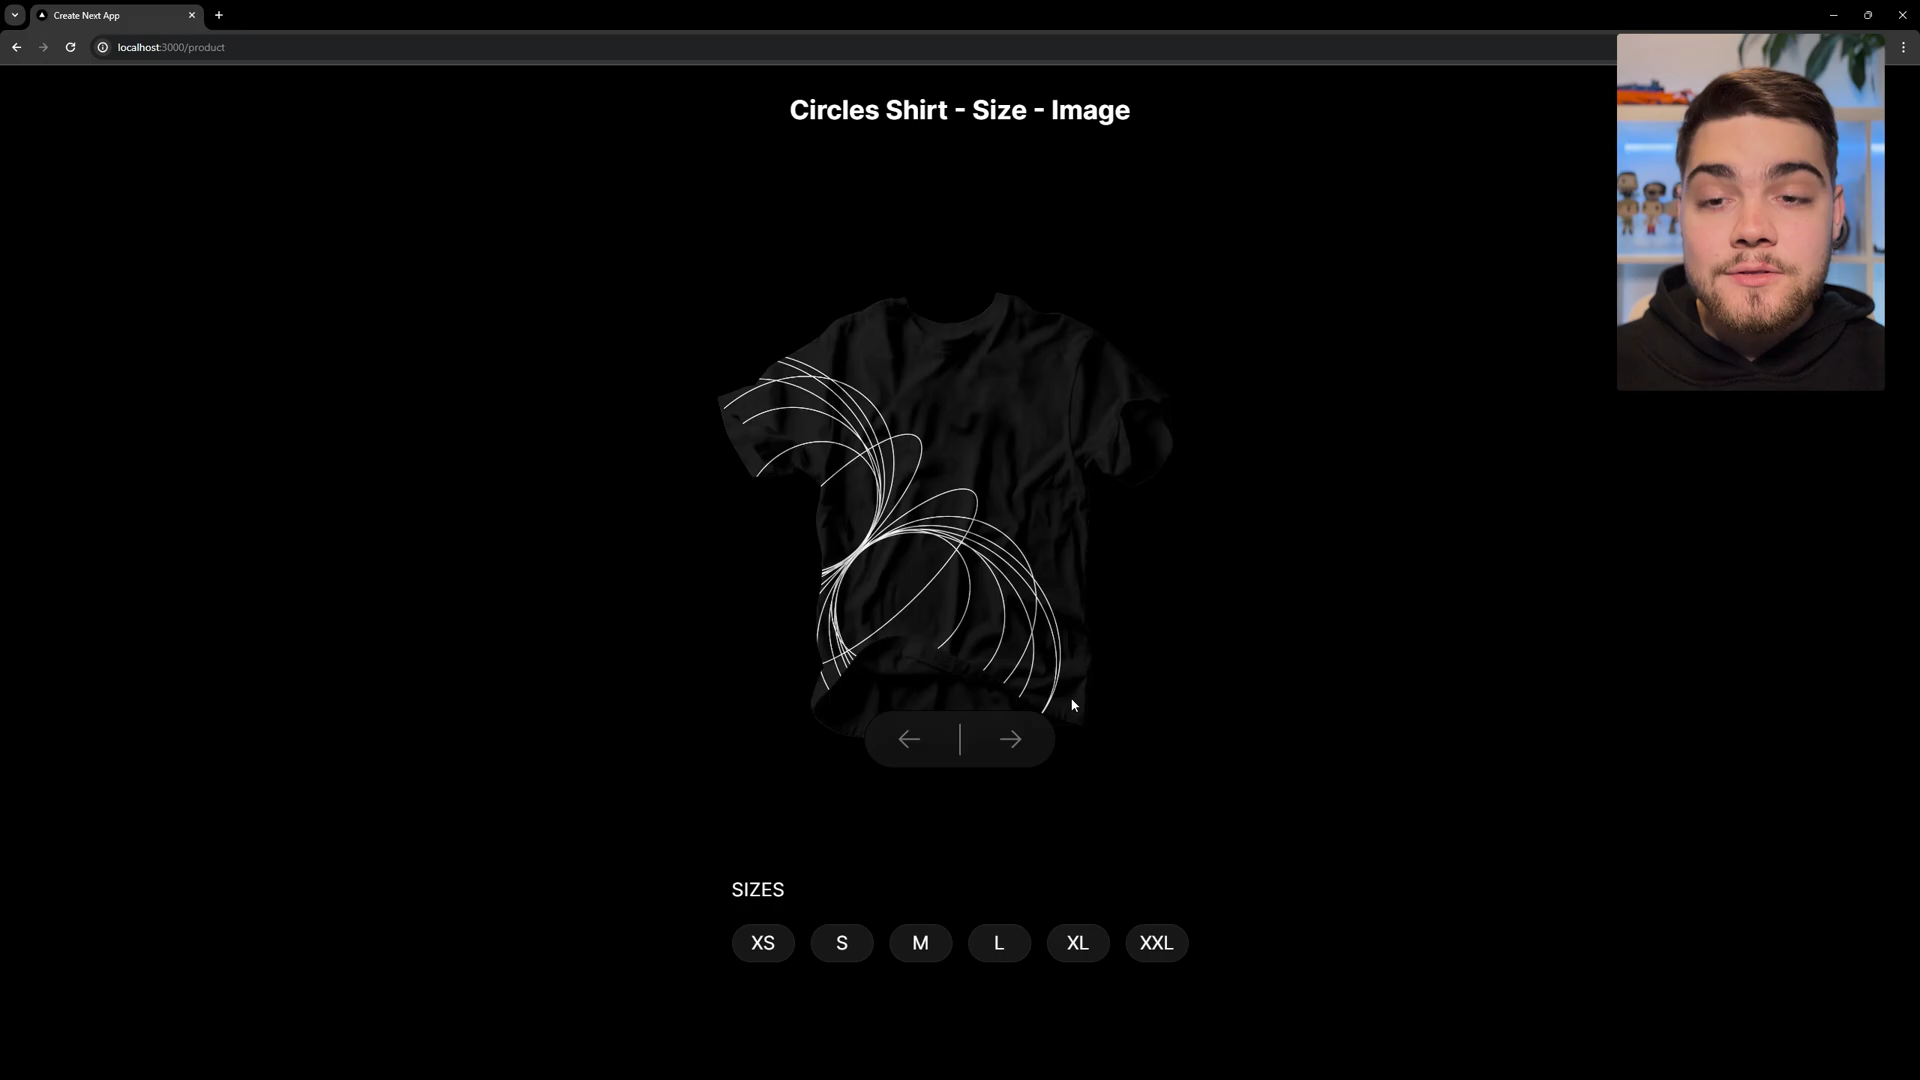 Create Next App
localhost:3000/product
Circles Shirt - Size - Image
SIZES
XS S M L XL XXL